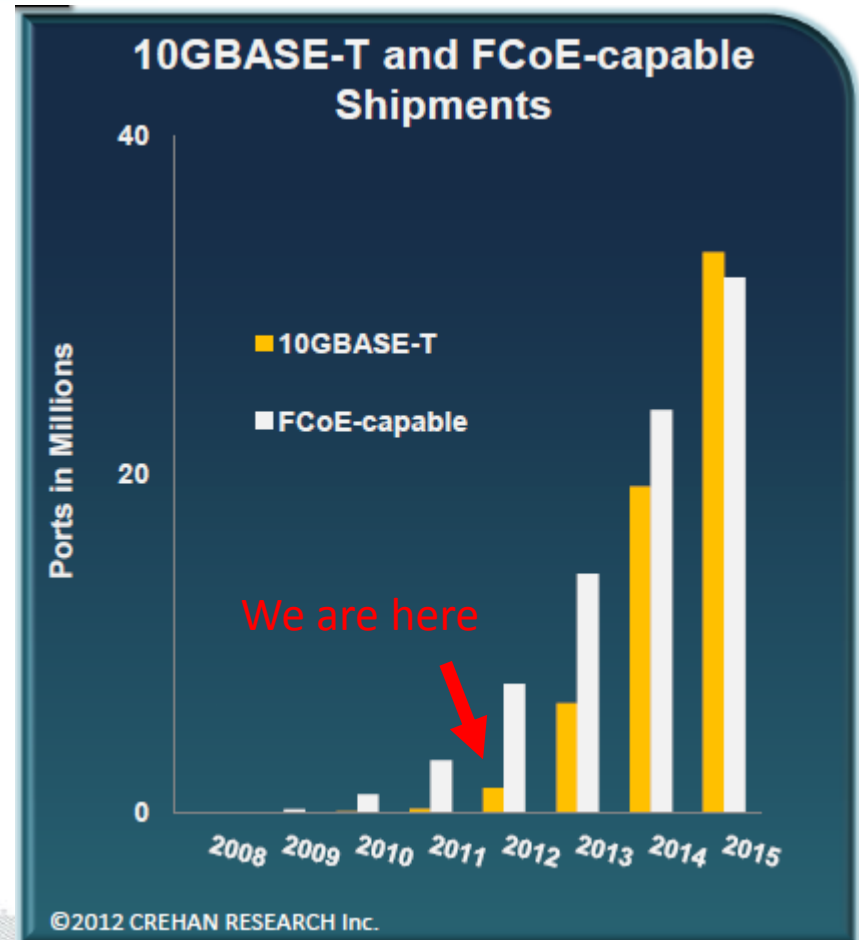 10GBASE-T and FCoE-capable
Shipments
40
10GBASE-T
FCoE-capable
Ports in Millions
20
We are here
0
2008 2009 2010 2011 2012 2013 2014 2015
©2012 CREHAN RESEARCH Inc.